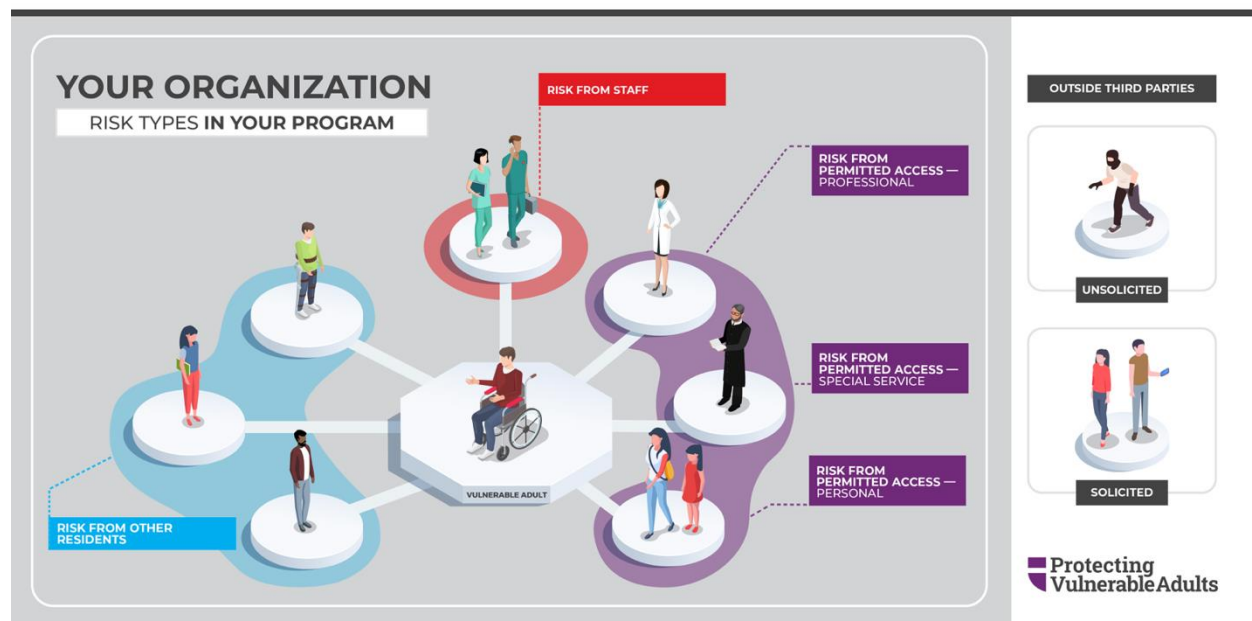 YOUR ORGANIZATION
RISK TYPES IN YOUR PROGRAM
RISK FROM STAFF
RISK FROM
PERMITTED ACCESS —
PROFESSIONAL
RISK FROM
PERMITTED ACCESS —
SPECIAL SERVICE
RISK FROM
PERMITTED ACCESS —
PERSONAL
VULNERABLE ADULT
RISK FROM OTHER
RESIDENTS
OUTSIDE THIRD PARTIES
UNSOLICITED
SOLICITED
Protecting
VulnerableAdults